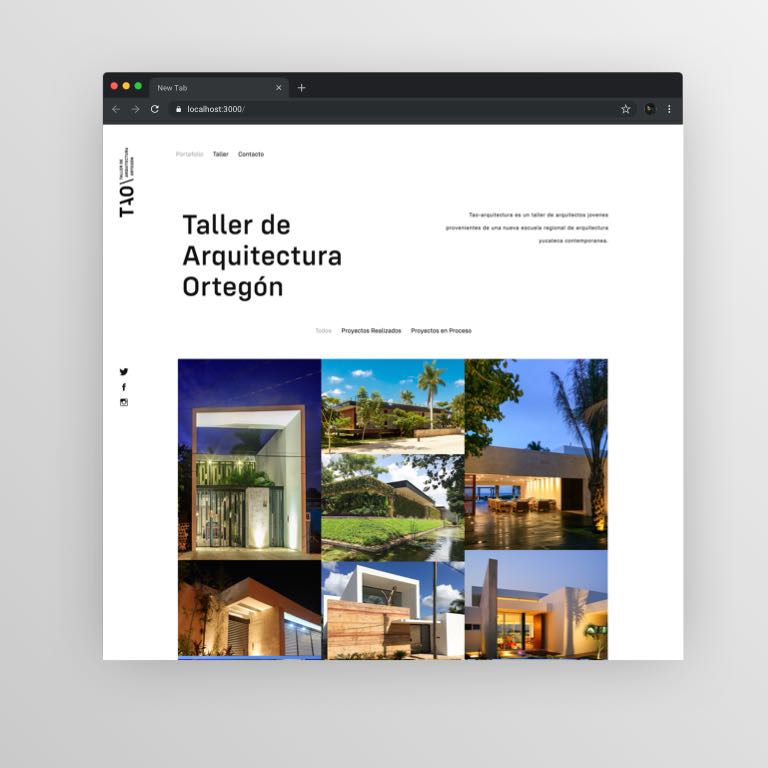 New Tab
localhost:3000/
TAO
TALLER DE
ARQUITECTURA
ORTEGÓN
Portafolio Taller Contacto
Taller de
Arquitectura
Ortegón
Tao-arquitectura es un taller de arquitectos jovenes
provenientes de una nueva escuela regional de arquitectura
yucateca contemporanea.
Todos Proyectos Realizados Proyectos en Proceso